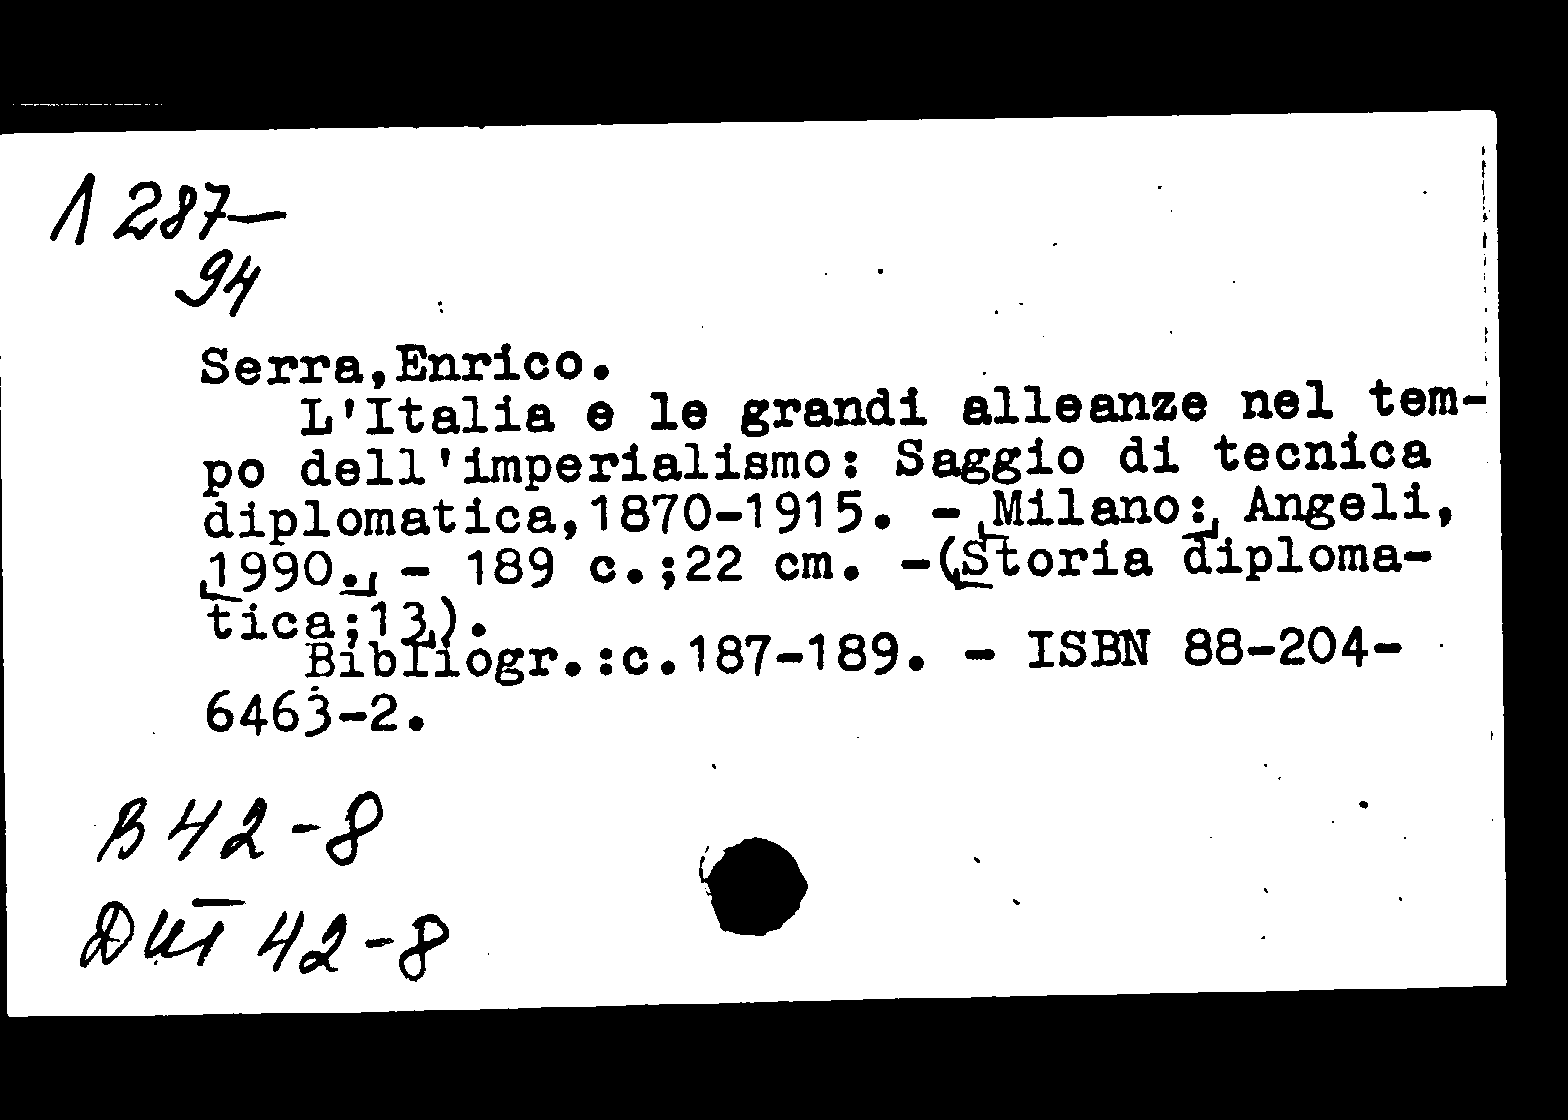 Л 287-
94
Serra,Enrico.
L'Italia e le grandi alleanze nel tem-
po dell'imperialismo: Saggio di tecnica
diplomatica,1870-1915. - Milano: Angeli,
1990. - 189 c.;22 cm. -(Storia diploma-
tica;13).
Bibliogr.:c.187-189. - ISBN 88-204-
6463-2.
В 42-8
ДИТ 42-8